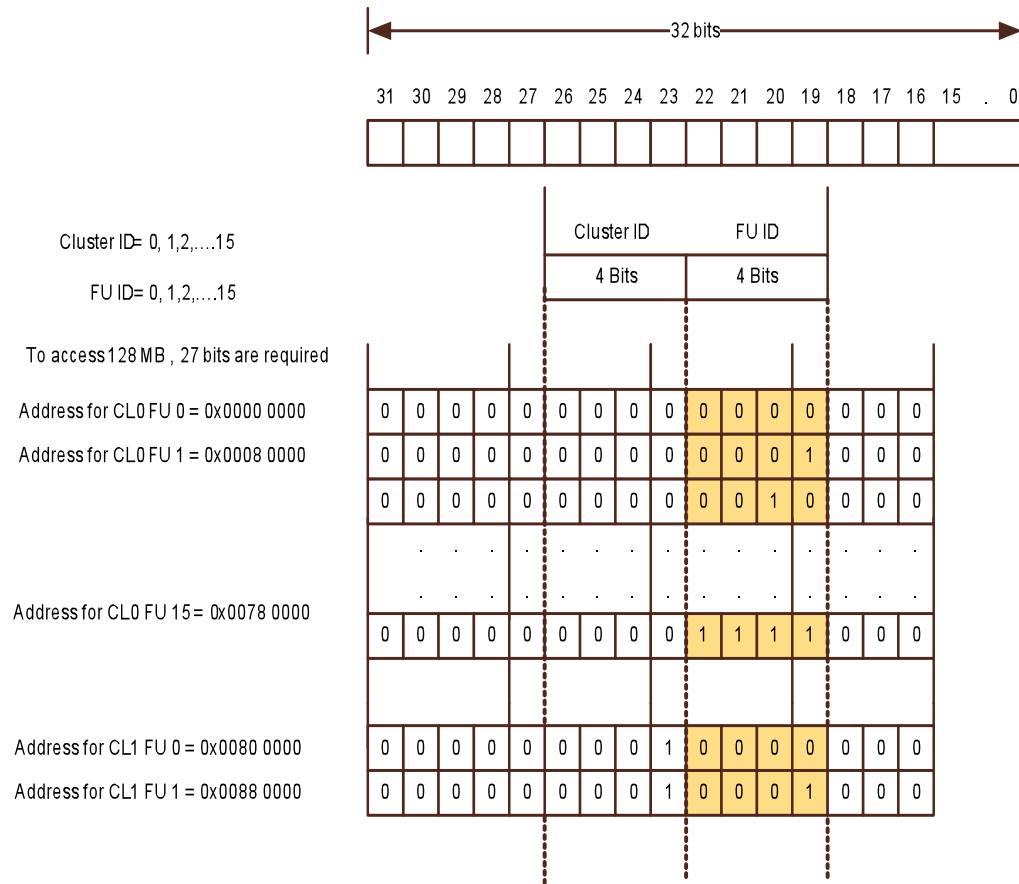 32 bits
31 30 29 28 27 26 25 24 23 22 21 20 19 18 17 16 15 . 0
Cluster ID= 0, 1,2,....15
Cluster ID FU ID
4 Bits 4 Bits
FU ID= 0, 1,2,....15
To access 128 MB , 27 bits are required
Address for CL0 FU 0 = 0x0000 0000 0 0 0 0 0 0 0 0 0 0 0 0 0 0 0 0
Address for CL0 FU 1 = 0x0008 0000 0 0 0 0 0 0 0 0 0 0 0 0 1 0 0 0
0 0 0 0 0 0 0 0 0 0 0 1 0 0 0 0
. . . . . . . . . . . . . . .
. . . . . . . . . . . . . . .
Address for CL0 FU 15 = 0x0078 0000
0 0 0 0 0 0 0 0 0 1 1 1 1 0 0 0
Address for CL1 FU 0 = 0x0080 0000 0 0 0 0 0 0 0 0 1 0 0 0 0 0 0 0
Address for CL1 FU 1 = 0x0088 0000 0 0 0 0 0 0 0 0 1 0 0 0 1 0 0 0